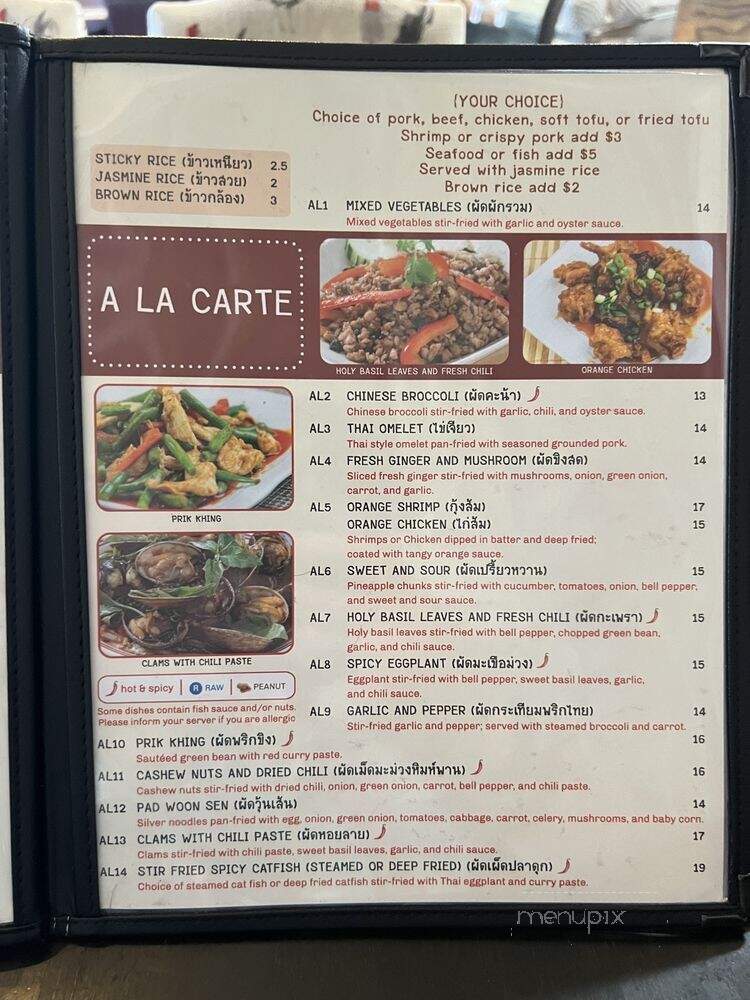 (YOUR CHOICE)
Choice of pork, beef, chicken, soft tofu, or fried tofu
Shrimp or crispy pork add $3
Seafood or fish add $5
Served with jasmine rice
Brown rice add $2
STICKY RICE (ข้าวเหนียว) 2.5
JASMINE RICE (ข้าวสวย) 2
BROWN RICE (ข้าวกล้อง) 3
AL1 MIXED VEGETABLES (ผัดผักรวม) 14
Mixed vegetables stir-fried with garlic and oyster sauce.
A LA CARTE
HOLY BASIL LEAVES AND FRESH CHILI
ORANGE CHICKEN
PRIK KHING
CLAMS WITH CHILI PASTE
hot & spicy | R RAW | PEANUT
Some dishes contain fish sauce and/or nuts.
Please inform your server if you are allergic
AL2 CHINESE BROCCOLI (ผัดคะน้า) 13
Chinese broccoli stir-fried with garlic, chili, and oyster sauce.
AL3 THAI OMELET (ไข่เจียว) 14
Thai style omelet pan-fried with seasoned grounded pork.
AL4 FRESH GINGER AND MUSHROOM (ผัดขิงสด) 14
Sliced fresh ginger stir-fried with mushrooms, onion, green onion,
carrot, and garlic.
AL5 ORANGE SHRIMP (กุ้งส้ม) 17
ORANGE CHICKEN (ไก่ส้ม) 15
Shrimps or Chicken dipped in batter and deep fried;
coated with tangy orange sauce.
AL6 SWEET AND SOUR (ผัดเปรี้ยวหวาน) 15
Pineapple chunks stir-fried with cucumber, tomatoes, onion, bell pepper,
and sweet and sour sauce.
AL7 HOLY BASIL LEAVES AND FRESH CHILI (ผัดกะเพรา) 15
Holy basil leaves stir-fried with bell pepper, chopped green bean,
garlic, and chili sauce.
AL8 SPICY EGGPLANT (ผัดมะเขือม่วง) 15
Eggplant stir-fried with bell pepper, sweet basil leaves, garlic,
and chili sauce.
AL9 GARLIC AND PEPPER (ผัดกระเทียมพริกไทย) 14
Stir-fried garlic and pepper; served with steamed broccoli and carrot.
AL10 PRIK KHING (ผัดพริกขิง) 16
Sautéed green bean with red curry paste.
AL11 CASHEW NUTS AND DRIED CHILI (ผัดเม็ดมะม่วงหิมพาน) 16
Cashew nuts stir-fried with dried chili, onion, green onion, carrot, bell pepper, and chili paste.
AL12 PAD WOON SEN (ผัดวุ้นเส้น) 14
Silver noodles pan-fried with egg, onion, green onion, tomatoes, cabbage, carrot, celery, mushrooms, and baby corn.
AL13 CLAMS WITH CHILI PASTE (ผัดหอยลาย) 17
Clams stir-fried with chili paste, sweet basil leaves, garlic, and chili sauce.
AL14 STIR FRIED SPICY CATFISH (STEAMED OR DEEP FRIED) (ผัดเผ็ดปลาดุก) 19
Choice of steamed cat fish or deep fried catfish stir-fried with Thai eggplant and curry paste.
menupix